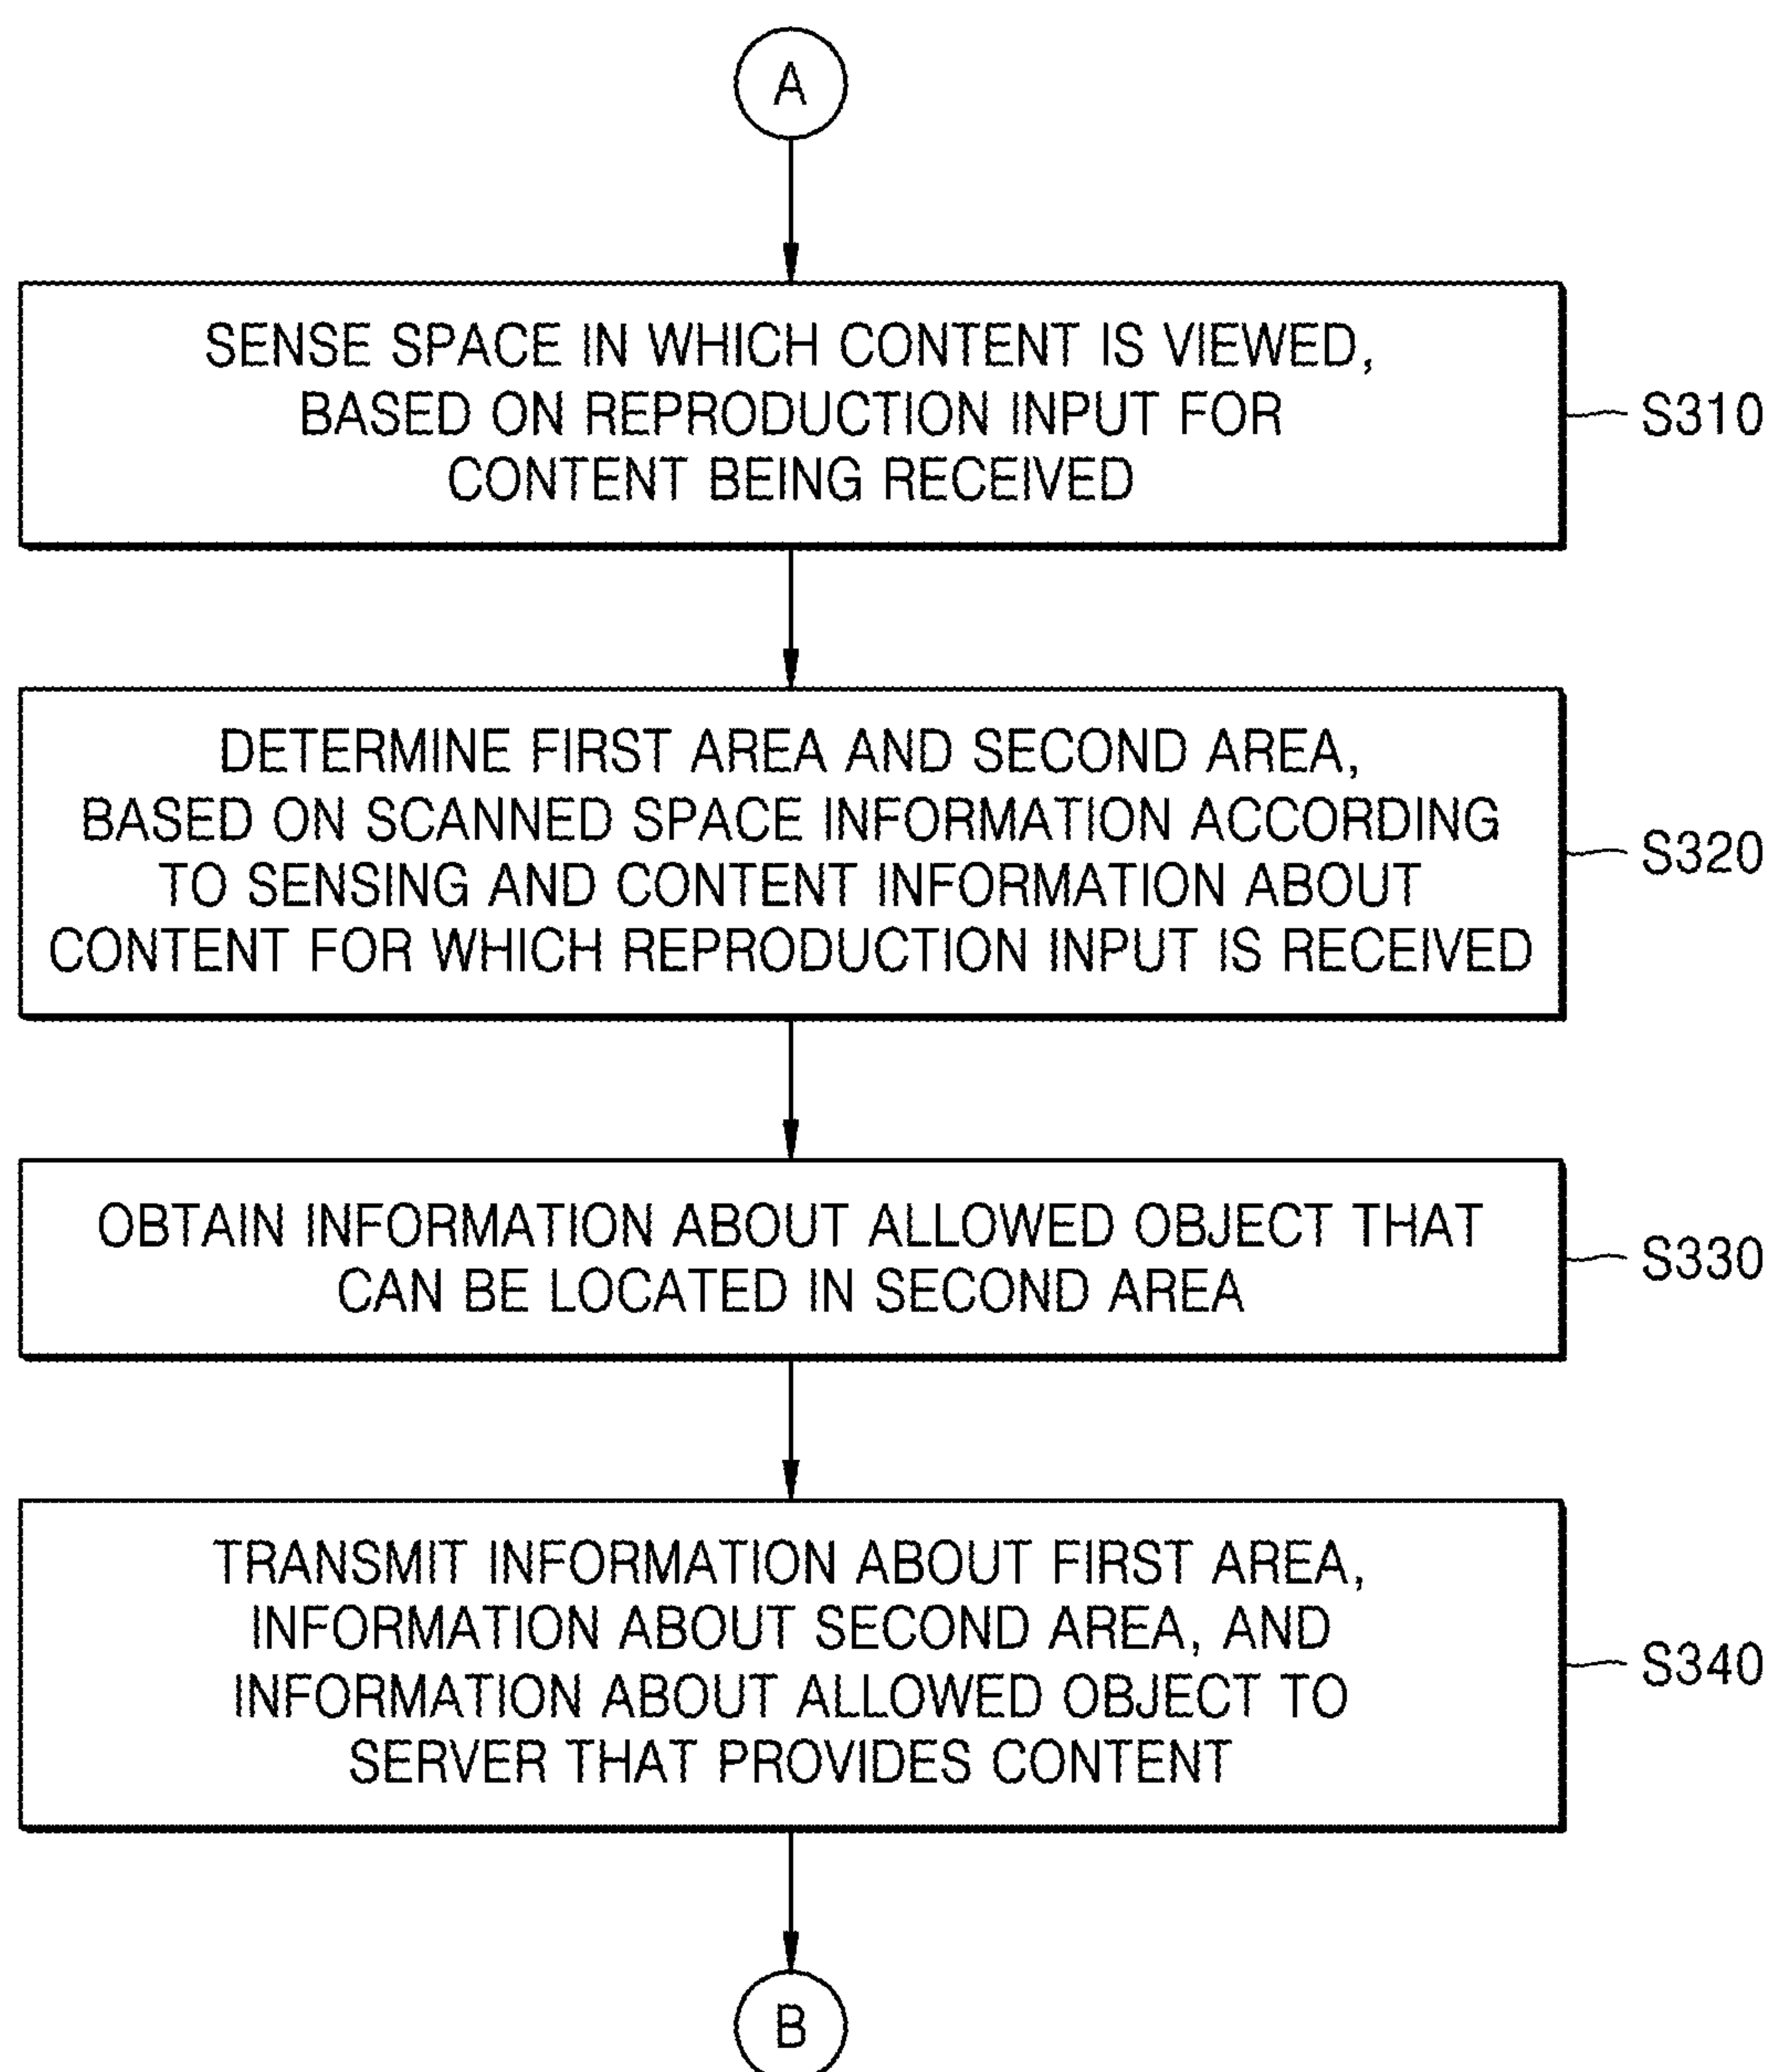 A
SENSE SPACE IN WHICH CONTENT IS VIEWED,
BASED ON REPRODUCTION INPUT FOR
CONTENT BEING RECEIVED
S310
DETERMINE FIRST AREA AND SECOND AREA,
BASED ON SCANNED SPACE INFORMATION ACCORDING
TO SENSING AND CONTENT INFORMATION ABOUT
CONTENT FOR WHICH REPRODUCTION INPUT IS RECEIVED
S320
OBTAIN INFORMATION ABOUT ALLOWED OBJECT THAT
CAN BE LOCATED IN SECOND AREA
S330
TRANSMIT INFORMATION ABOUT FIRST AREA,
INFORMATION ABOUT SECOND AREA, AND
INFORMATION ABOUT ALLOWED OBJECT TO
SERVER THAT PROVIDES CONTENT
S340
B